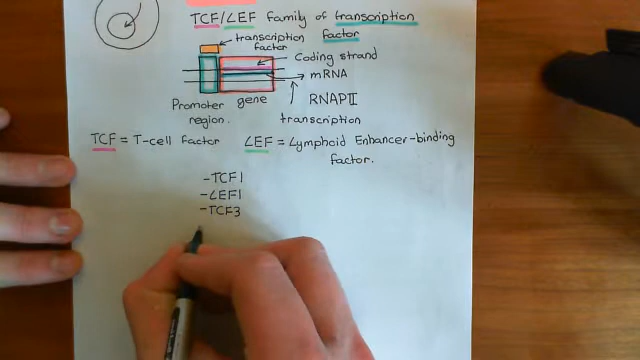 TCF/LEF family of transcription
factor
transcription
factor
Coding strand
mRNA
Promoter gene
region.
RNAPII
transcription
TCF = T-cell factor
LEF = Lymphoid Enhancer-binding
factor.
-TCF1
-LEF1
-TCF3